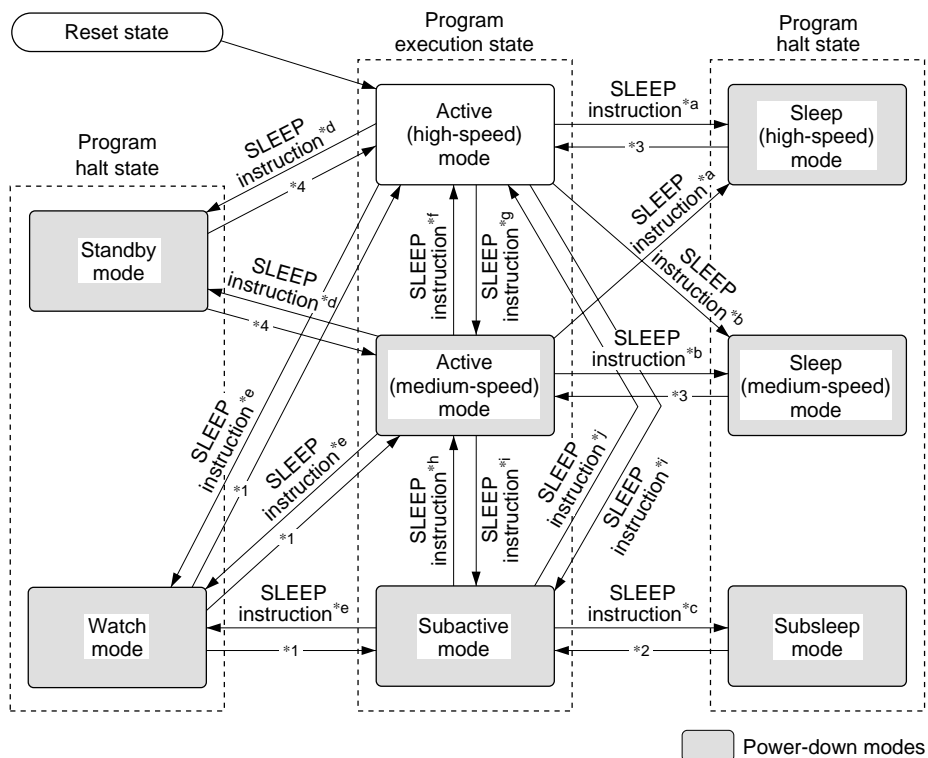 Reset state
Program
execution state
Program
halt state
Program
halt state
Active
(high-speed)
mode
SLEEP
instruction*a
*3
Sleep
(high-speed)
mode
SLEEP
instruction*d
*4
Standby
mode
SLEEP
instruction*d
*4
SLEEP
instruction*f
SLEEP
instruction*g
SLEEP
instruction*a
SLEEP
instruction*b
Active
(medium-speed)
mode
SLEEP
instruction*b
*3
Sleep
(medium-speed)
mode
SLEEP
instruction*e
*1
SLEEP
instruction*e
*1
SLEEP
instruction*h
SLEEP
instruction*i
SLEEP
instruction*j
SLEEP
instruction*i
Watch
mode
SLEEP
instruction*e
*1
Subactive
mode
SLEEP
instruction*c
*2
Subsleep
mode
Power-down modes